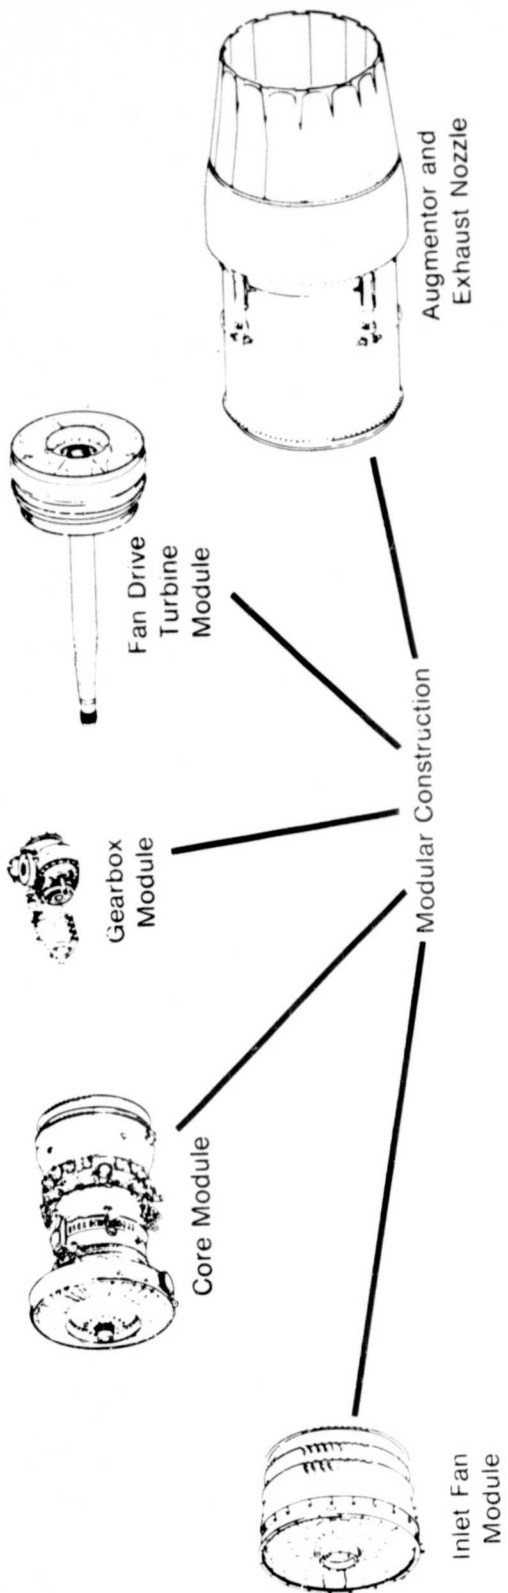 Inlet Fan
Module
Core Module
Gearbox
Module
Fan Drive
Turbine
Module
Augmentor and
Exhaust Nozzle
Modular Construction